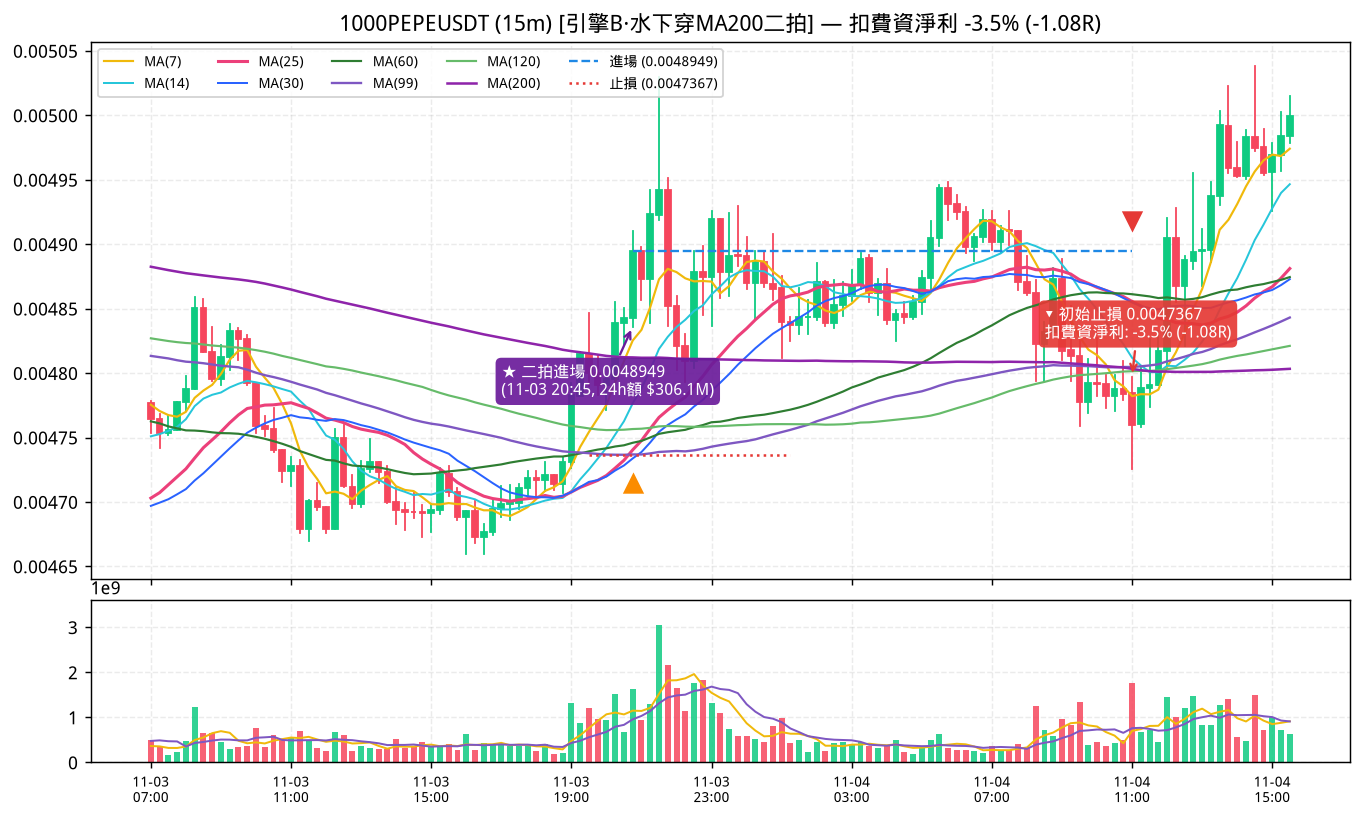 1000PEPEUSDT (15m) [引擎B·水下穿MA200二拍] — 扣費資淨利 -3.5% (-1.08R)
MA(7)
MA(14)
MA(25)
MA(30)
MA(60)
MA(99)
MA(120)
MA(200)
進場 (0.0048949)
止損 (0.0047367)
0.00505
0.00500
0.00495
0.00490
0.00485
0.00480
0.00475
0.00470
0.00465
▼ 初始止損 0.0047367
扣費資淨利: -3.5% (-1.08R)
★ 二拍進場 0.0048949
(11-03 20:45, 24h額 $306.1M)
1e9
3
2
1
0
11-03
07:00
11-03
11:00
11-03
15:00
11-03
19:00
11-03
23:00
11-04
03:00
11-04
07:00
11-04
11:00
11-04
15:00